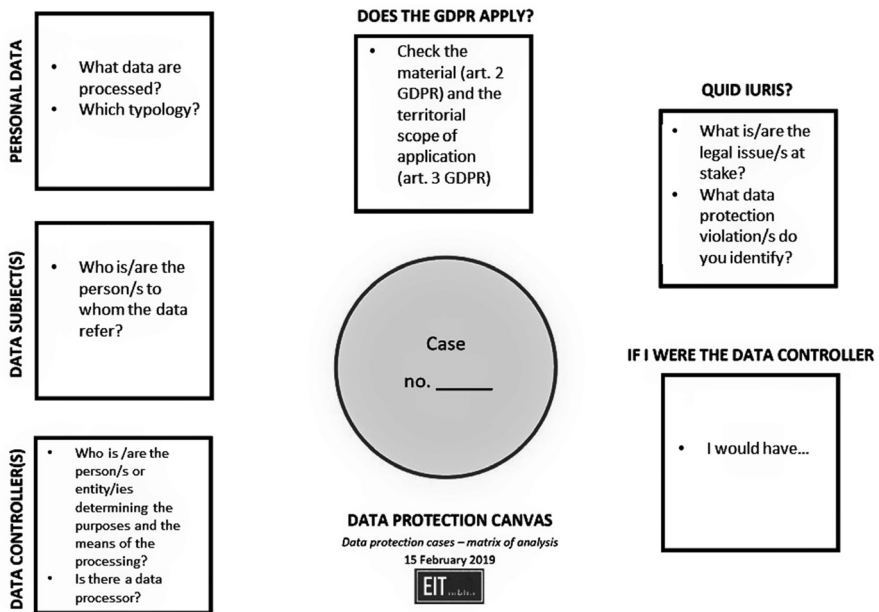 PERSONAL DATA
• What data are
processed?
• Which typology?
DATA SUBJECT(S)
• Who is/are the
person/s to
whom the data
refer?
DATA CONTROLLER(S)
• Who is /are the
person/s or
entity/ies
determining the
purposes and the
means of the
processing?
• Is there a data
processor?
DOES THE GDPR APPLY?
• Check the
material (art. 2
GDPR) and the
territorial
scope of
application
(art. 3 GDPR)
Case
no. ______
DATA PROTECTION CANVAS
Data protection cases – matrix of analysis
15 February 2019
EIT
QUID IURIS?
• What is/are the
legal issue/s at
stake?
• What data
protection
violation/s do
you identify?
IF I WERE THE DATA CONTROLLER
• I would have...